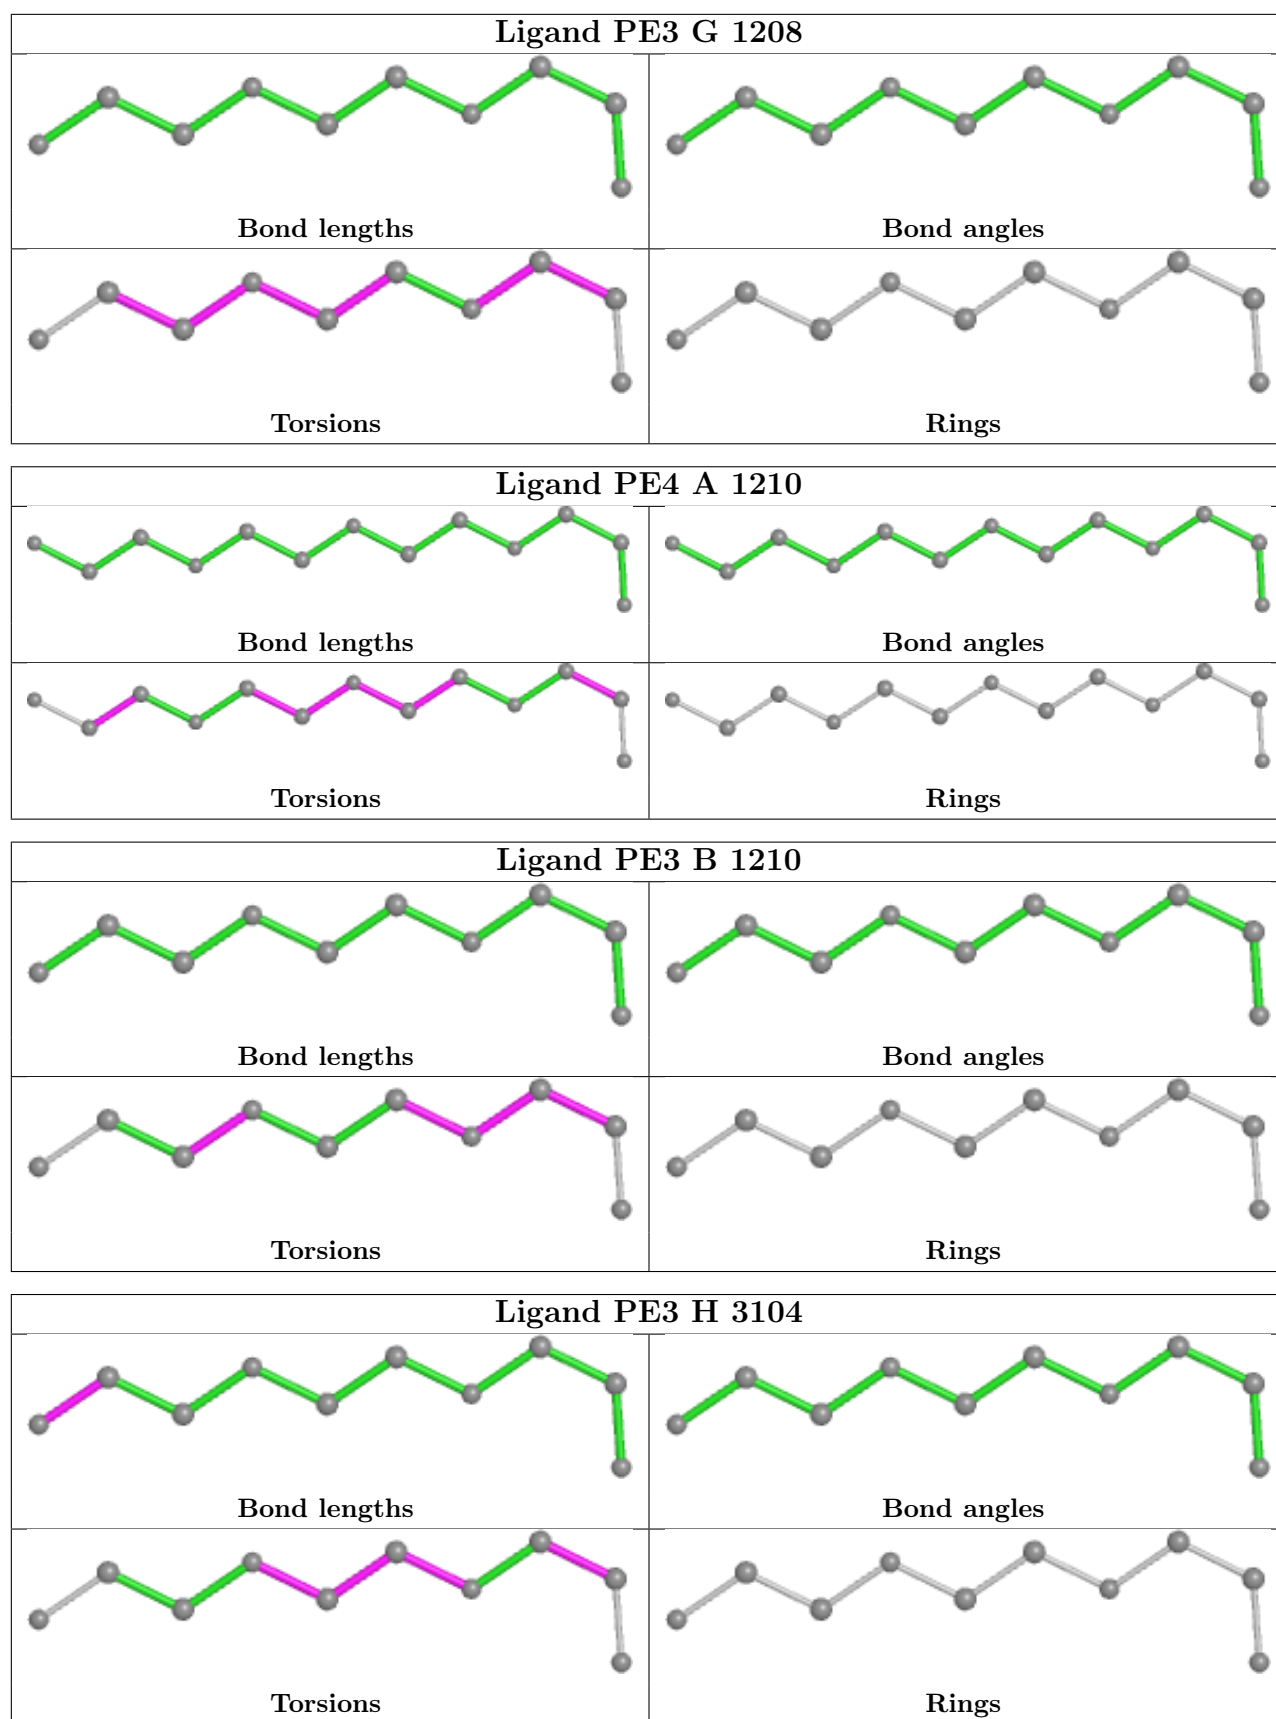 Ligand PE3 G 1208
Bond lengths
Bond angles
Torsions
Rings
Ligand PE4 A 1210
Bond lengths
Bond angles
Torsions
Rings
Ligand PE3 B 1210
Bond lengths
Bond angles
Torsions
Rings
Ligand PE3 H 3104
Bond lengths
Bond angles
Torsions
Rings